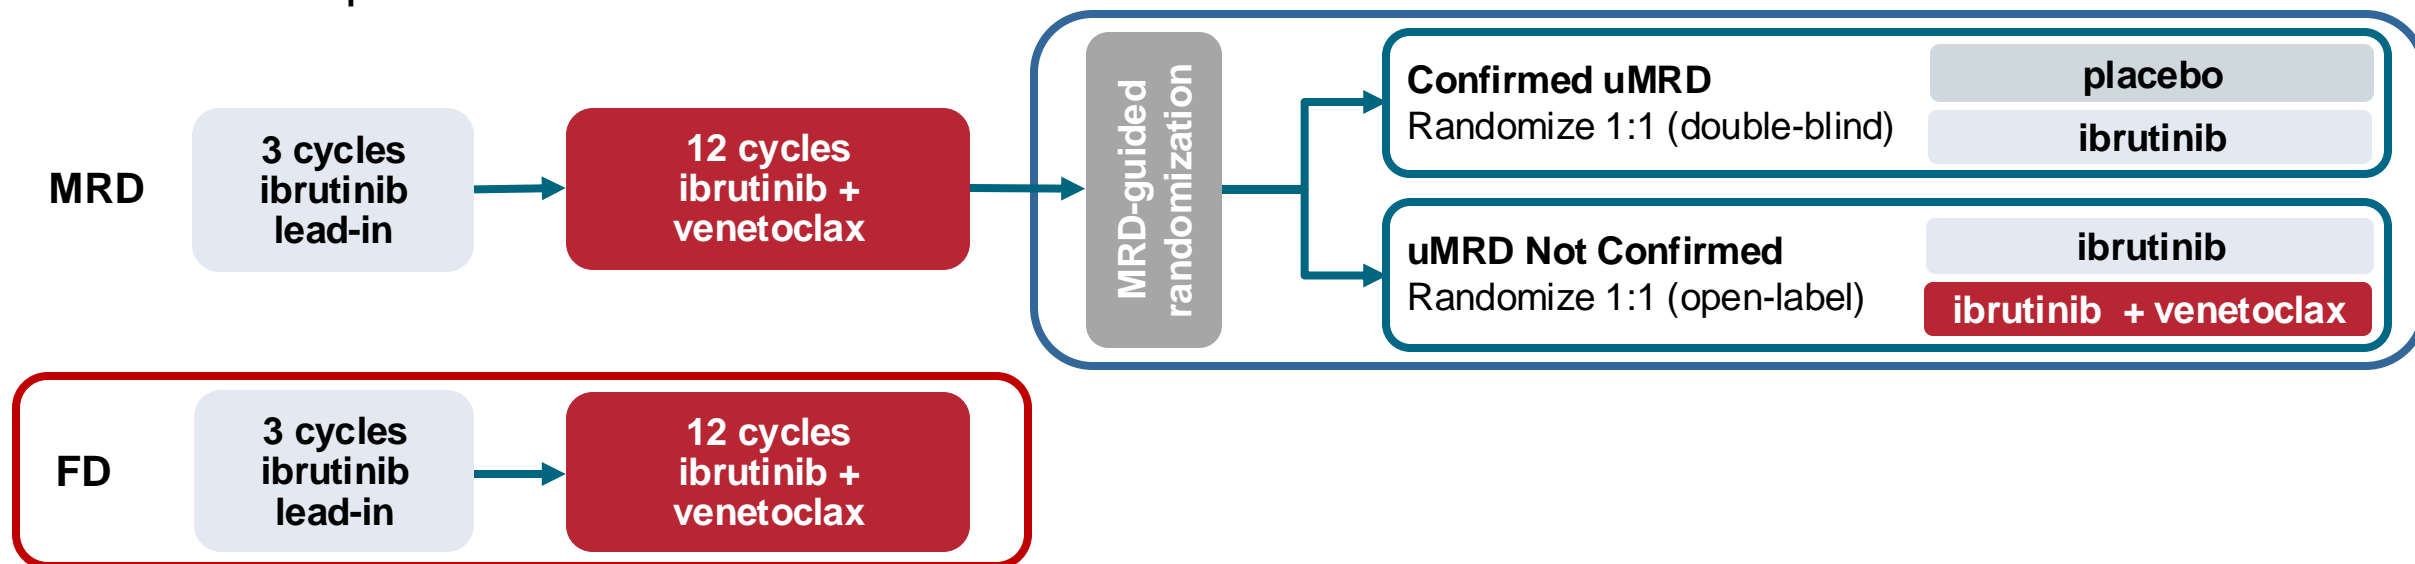 MRD
3 cycles
ibrutinib
lead-in
12 cycles
ibrutinib +
venetoclax
MRD-guided
randomization
Confirmed uMRD
Randomize 1:1 (double-blind)
placebo
ibrutinib
uMRD Not Confirmed
Randomize 1:1 (open-label)
ibrutinib
ibrutinib + venetoclax
FD
3 cycles
ibrutinib
lead-in
12 cycles
ibrutinib +
venetoclax